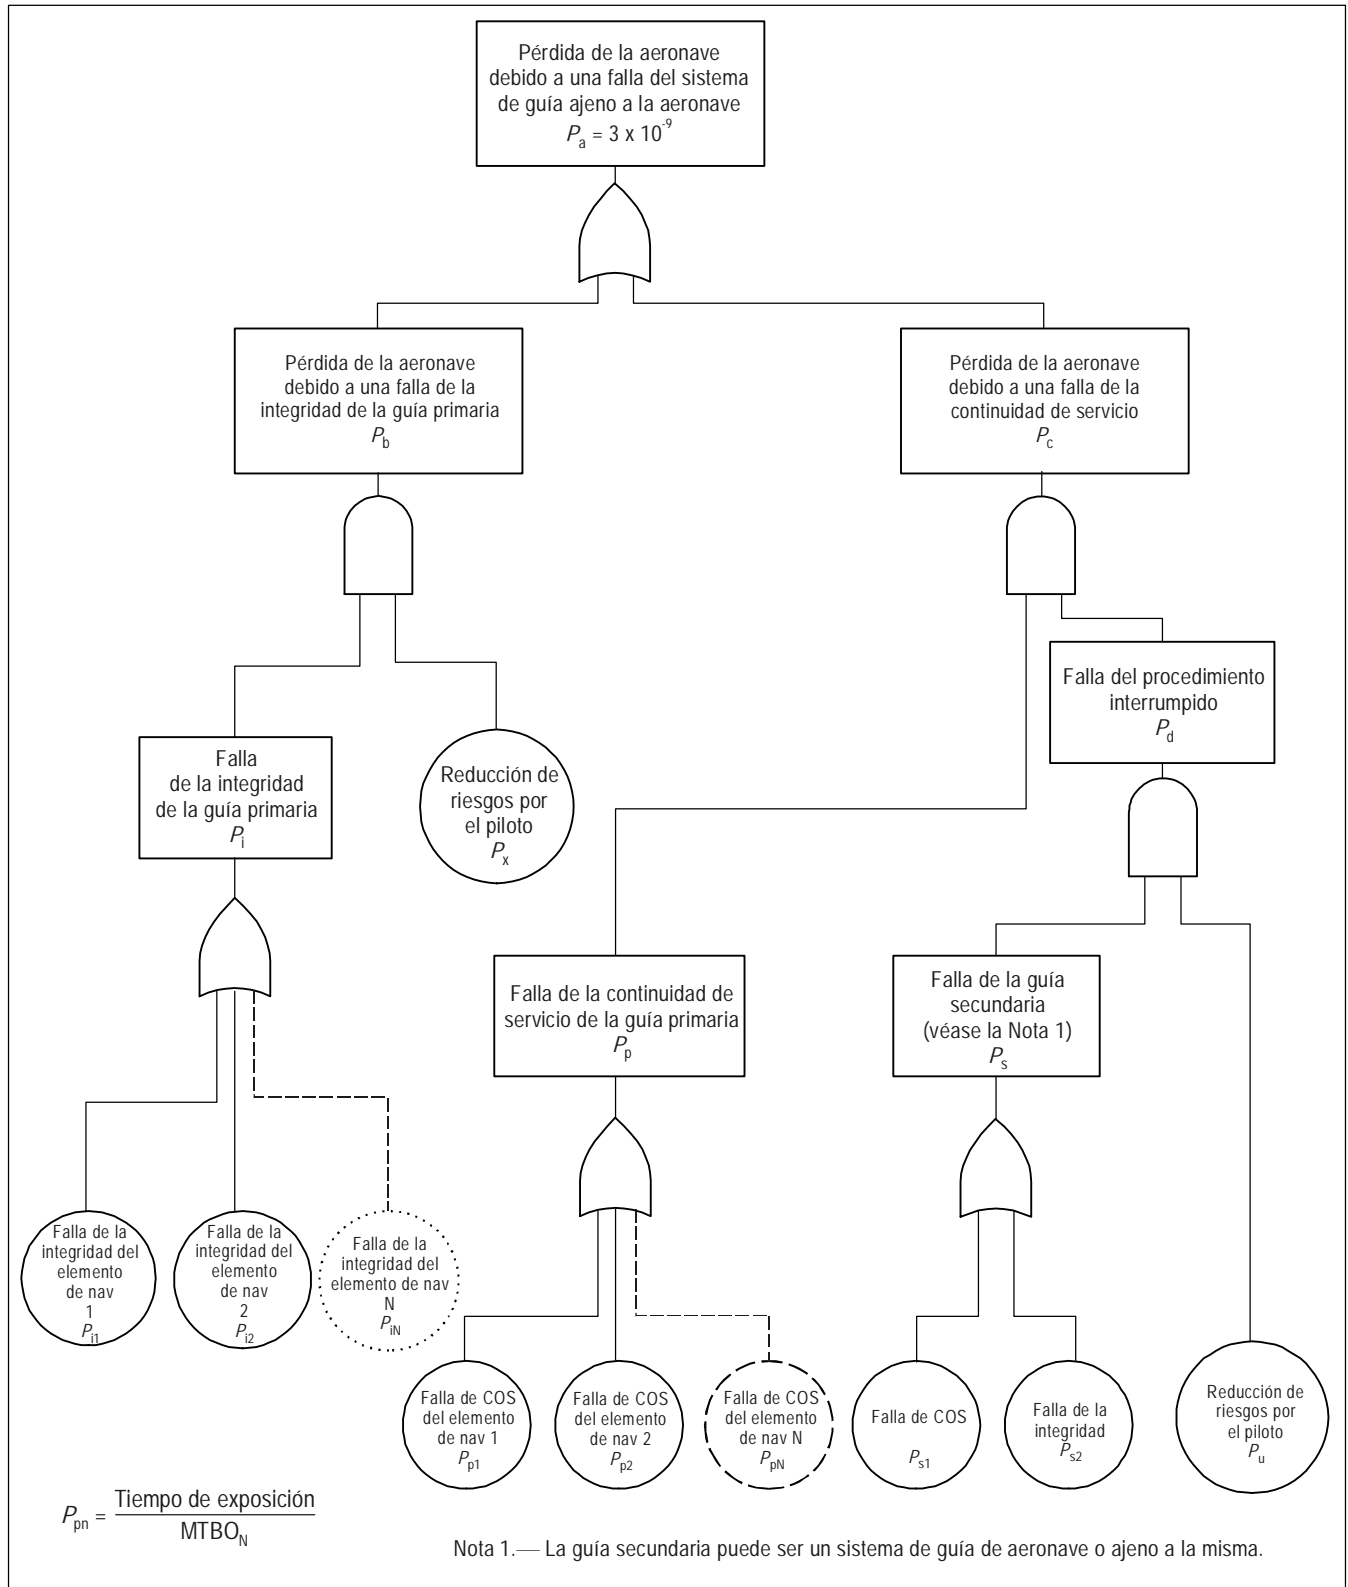 Pérdida de la aeronave
debido a una falla del sistema
de guía ajeno a la aeronave
Pa = 3 x 10-9
Pérdida de la aeronave
debido a una falla de la
integridad de la guía primaria
Pb
Pérdida de la aeronave
debido a una falla de la
continuidad de servicio
Pc
Falla del procedimiento
interrumpido
Pd
Falla
de la integridad
de la guía primaria
Pi
Reducción de
riesgos por
el piloto
Px
Falla de la continuidad de
servicio de la guía primaria
Pp
Falla de la guía
secundaria
(véase la Nota 1)
Ps
Falla de la
integridad del
elemento
de nav
1
Pi1
Falla de la
integridad del
elemento
de nav
2
Pi2
Falla de la
integridad del
elemento de nav
N
PiN
Falla de COS
del elemento
de nav 1
Pp1
Falla de COS
del elemento
de nav 2
Pp2
Falla de COS
del elemento
de nav N
PpN
Falla de COS
Ps1
Falla de la
integridad
Ps2
Reducción de
riesgos por
el piloto
Pu
Ppn = Tiempo de exposición
MTBON
Nota 1.— La guía secundaria puede ser un sistema de guía de aeronave o ajeno a la misma.